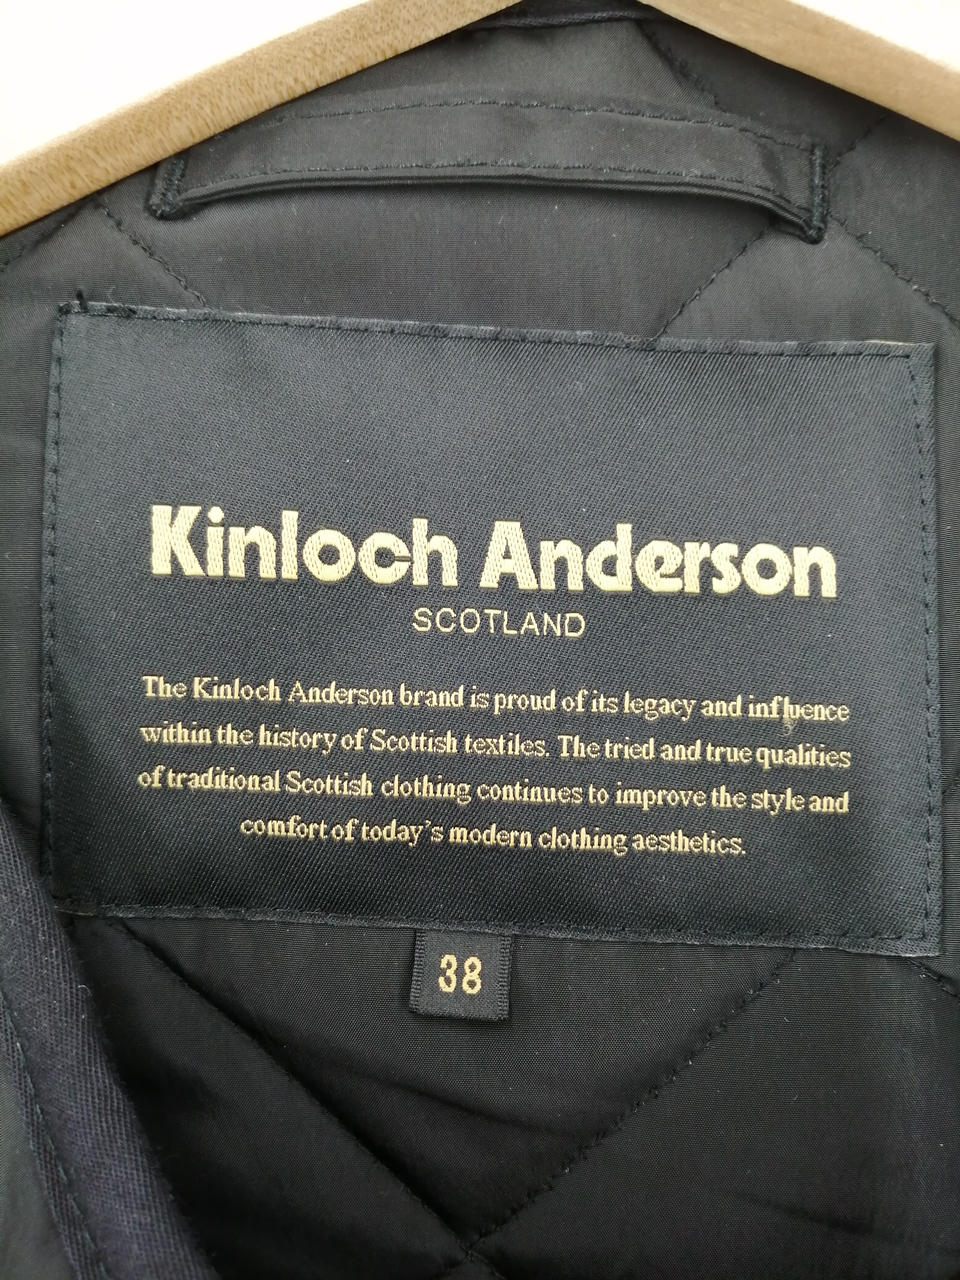 Kinloch Anderson
SCOTLAND
The Kinloch Anderson brand is proud of its legacy and influence
within the history of Scottish textiles. The tried and true qualities
of traditional Scottish clothing continues to improve the style and
comfort of today's modern clothing aesthetics.
38